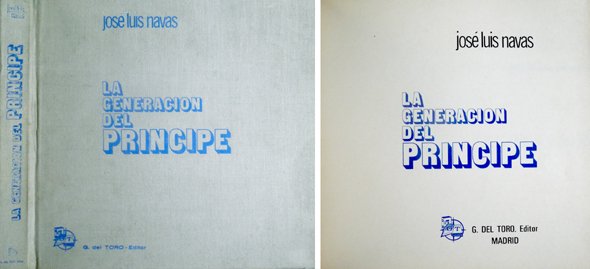 LA GENERACION DEL PRINCIPE
josé luis navas
LA
GENERACION
DEL
PRINCIPE
G. del TORO - Editor
josé luis navas
LA
GENERACION
DEL
PRINCIPE
G. DEL TORO. Editor
MADRID